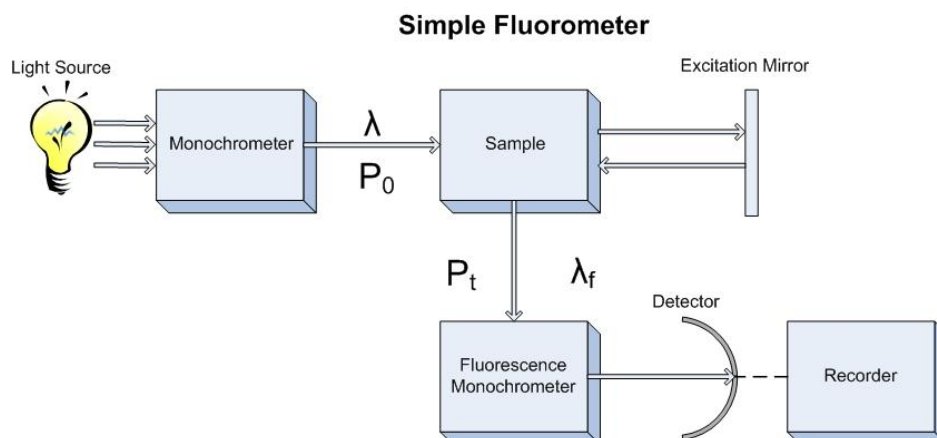 Simple Fluorometer
Light Source
Excitation Mirror
Monochrometer
λ
P₀
Sample
Pₜ
λf
Detector
Fluorescence
Monochrometer
Recorder